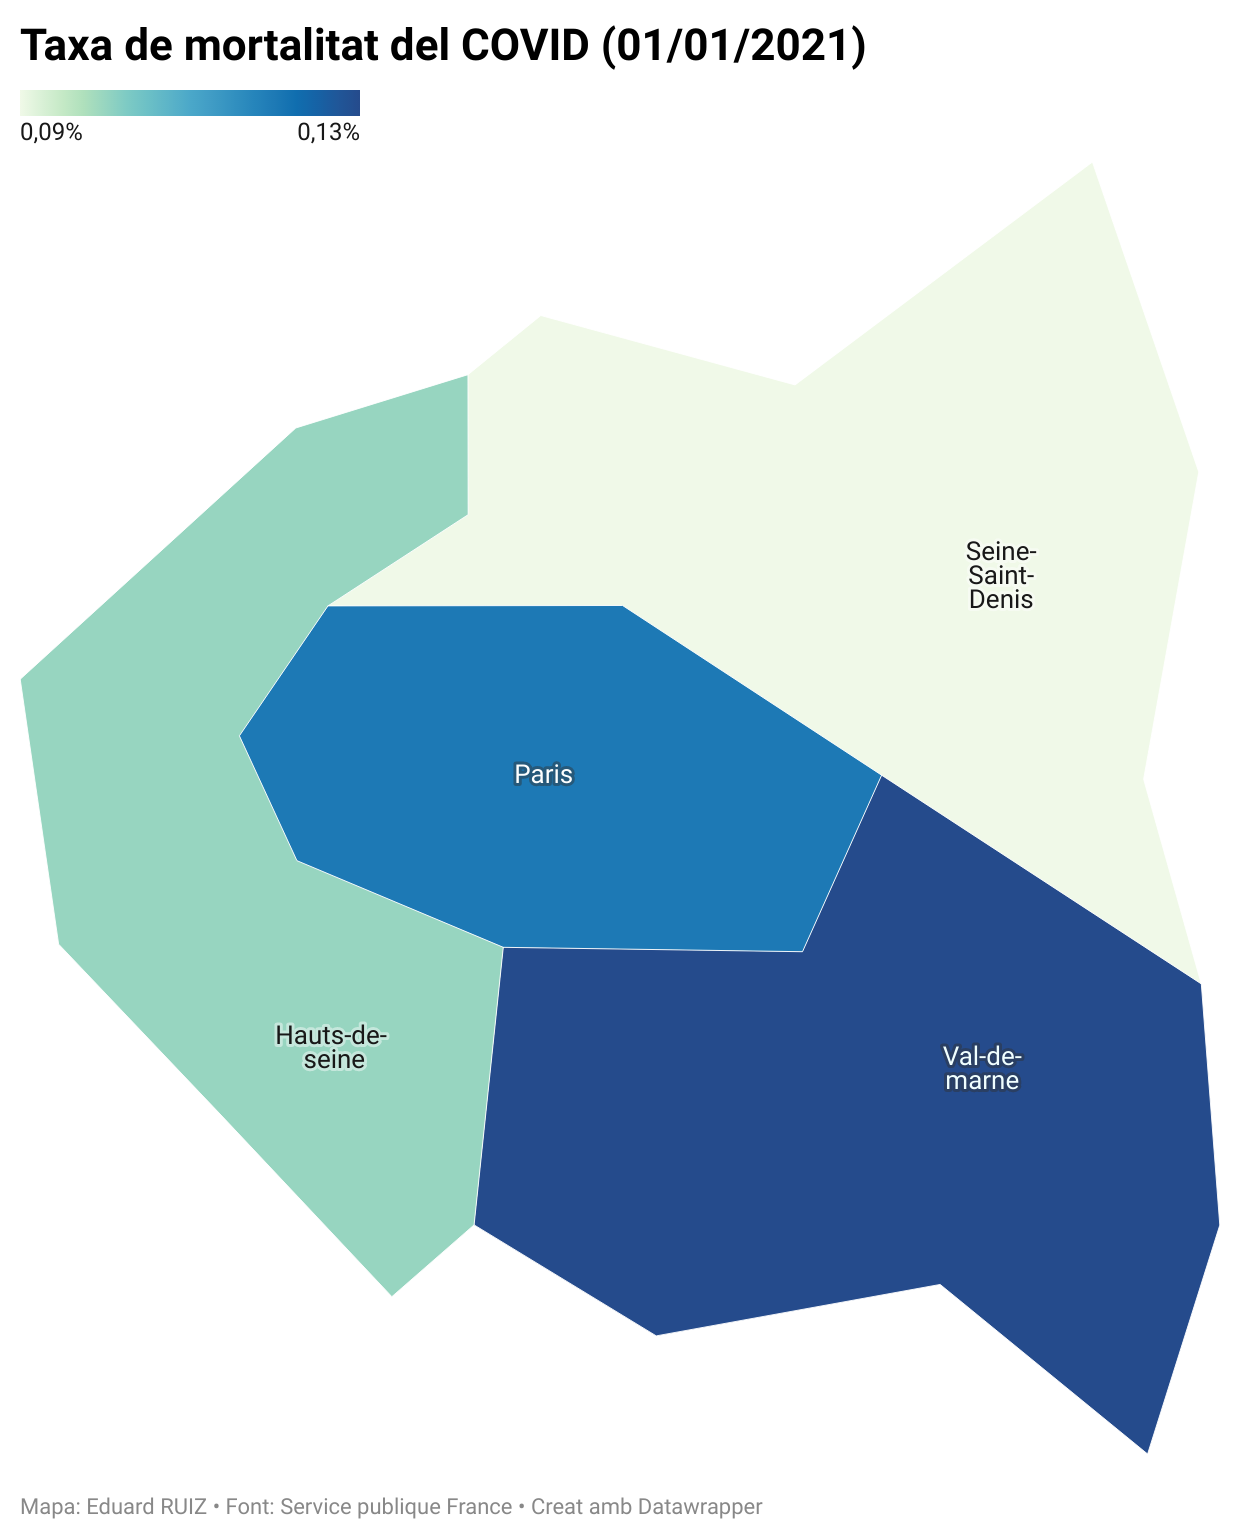 Taxa de mortalitat del COVID (01/01/2021)
0,09%
0,13%
Seine-
Saint-
Denis
Paris
Hauts-de-
seine
Val-de-
marne
Mapa: Eduard RUIZ • Font: Service publique France • Creat amb Datawrapper